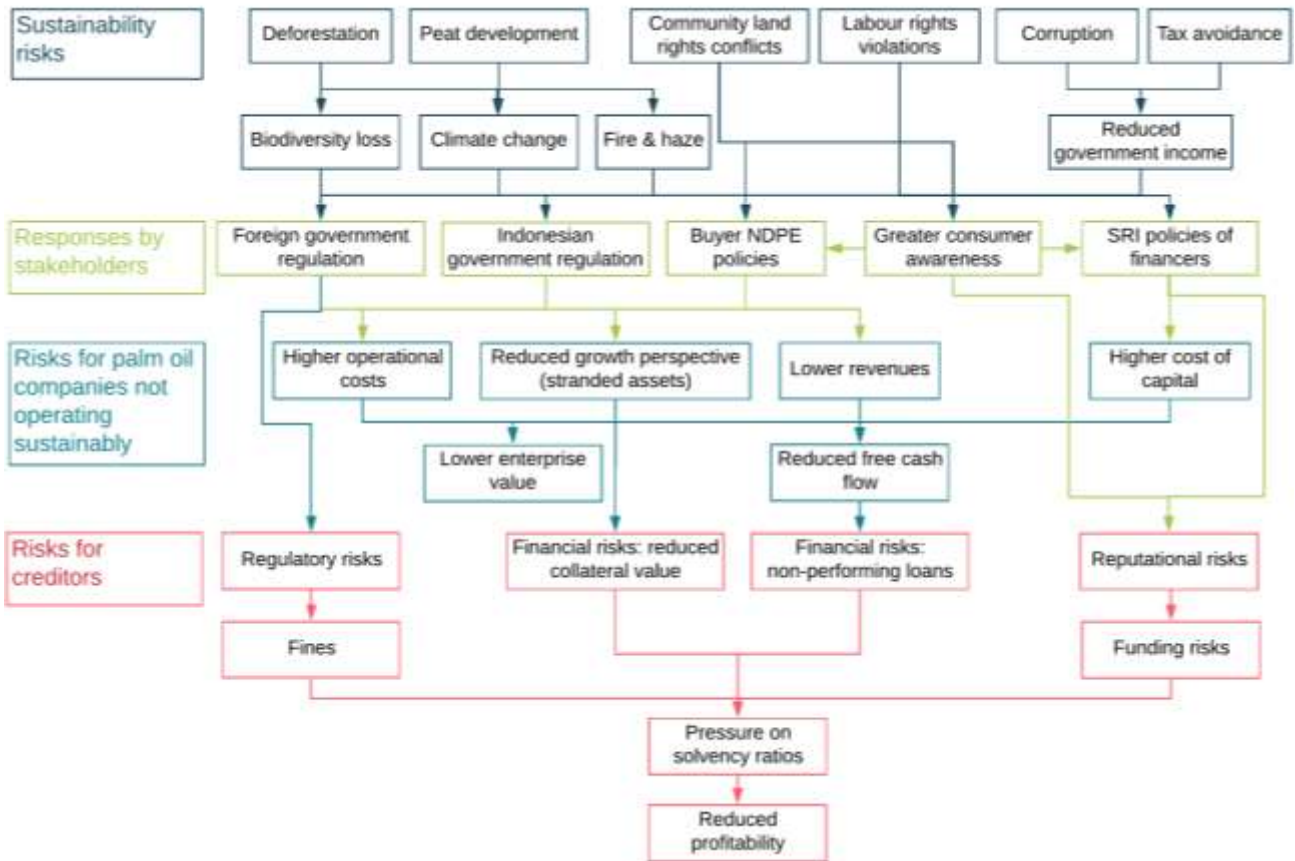 Sustainability
risks
Deforestation
Peat development
Community land
rights conflicts
Labour rights
violations
Corruption
Tax avoidance
Biodiversity loss
Climate change
Fire & haze
Reduced
government income
Responses by
stakeholders
Foreign government
regulation
Indonesian
government regulation
Buyer NDPE
policies
Greater consumer
awareness
SRI policies of
financers
Risks for palm oil
companies not
operating
sustainably
Higher operational
costs
Reduced growth perspective
(stranded assets)
Lower revenues
Higher cost of
capital
Lower enterprise
value
Reduced free cash
flow
Risks for
creditors
Regulatory risks
Financial risks: reduced
collateral value
Financial risks:
non-performing loans
Reputational risks
Fines
Funding risks
Pressure on
solvency ratios
Reduced
profitability